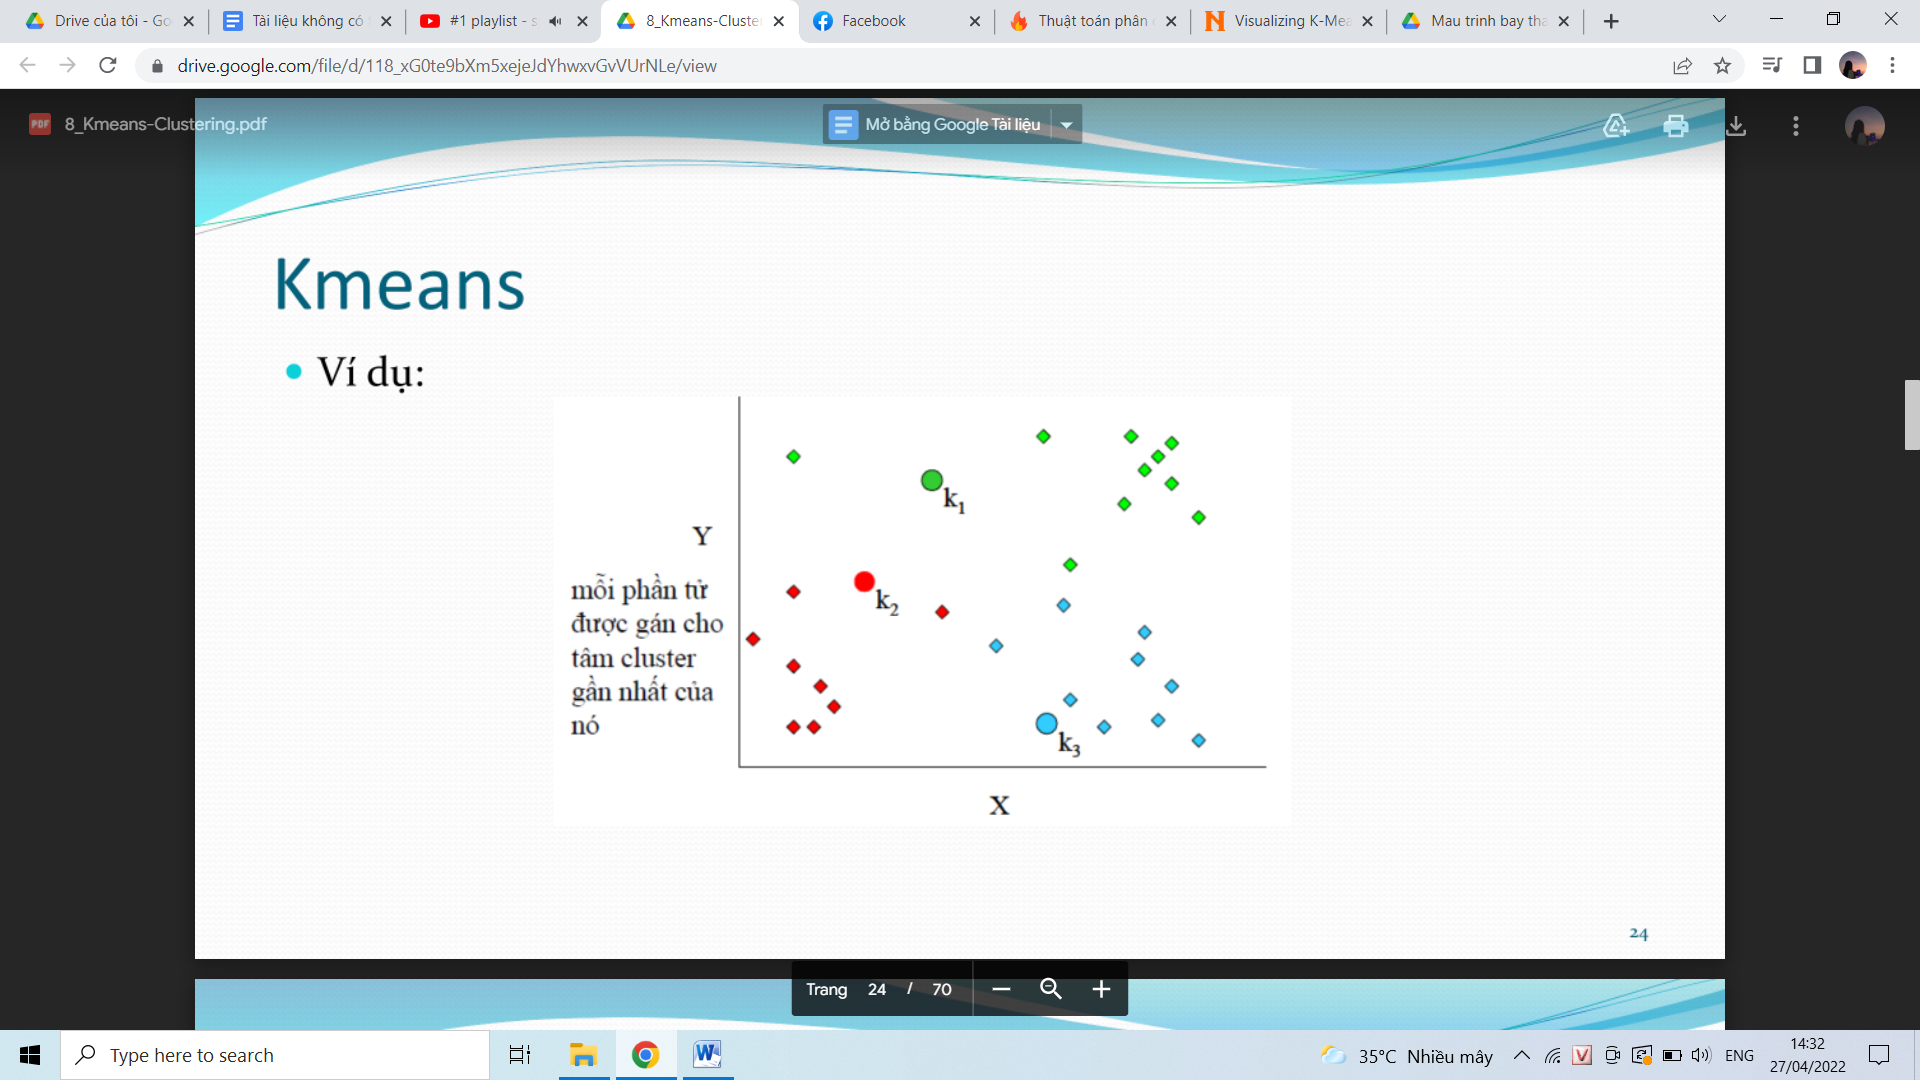 Drive của tôi - Go
Tài liệu không có
#1 playlist - s
8_Kmeans-Cluste
Facebook
Thuật toán phân
Visualizing K-Mea
Mau trinh bay tha
drive.google.com/file/d/118_xG0te9bXm5xejeJdYhwxvGvVUrNLe/view
PDF
8_Kmeans-Clustering.pdf
Mở bằng Google Tài liệu
Kmeans
Ví dụ:
k1
Y
k2
mỗi phần tử
được gán cho
tâm cluster
gần nhất của
nó
k3
X
24
Trang 24 / 70
Type here to search
35°C Nhiều mây
ENG
14:32
27/04/2022